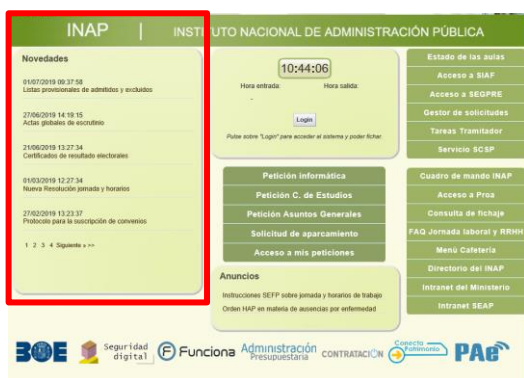 INAP | INSTITUTO NACIONAL DE ADMINISTRACIÓN PÚBLICA
Novedades
01/07/2019 09:37:58
Listas provisionales de admitidos y excluidos
27/06/2019 14:19:15
Actas globales de escrutinio
21/06/2019 13:27:34
Certificados de resultado electorales
01/03/2019 12:27:34
Nueva Resolución jornada y horarios
27/02/2019 13:23:37
Protocolo para la suscripción de convenios
1 2 3 4 Siguiente » >>
10:44:06
Hora entrada: Hora salida:
-
Login
Pulse sobre "Login" para acceder al sistema y poder fichar.
Petición informática
Petición C. de Estudios
Petición Asuntos Generales
Solicitud de aparcamiento
Acceso a mis peticiones
Anuncios
Instrucciones SEFP sobre jornada y horarios de trabajo
Orden HAP en materia de ausencias por enfermedad
Estado de las aulas
Acceso a SIAF
Acceso a SEGPRE
Gestor de solicitudes
Tareas Tramitador
Servicio SCSP
Cuadro de mando INAP
Acceso a Proa
Consulta de fichaje
FAQ Jornada laboral y RRHH
Menú Cafetería
Directorio del INAP
Intranet del Ministerio
Intranet SEAP
BOE
Seguridad
digital
Funciona
Administración
Presupuestaria
CONTRATACIÓN
Conecta
Patrimonio
PAe